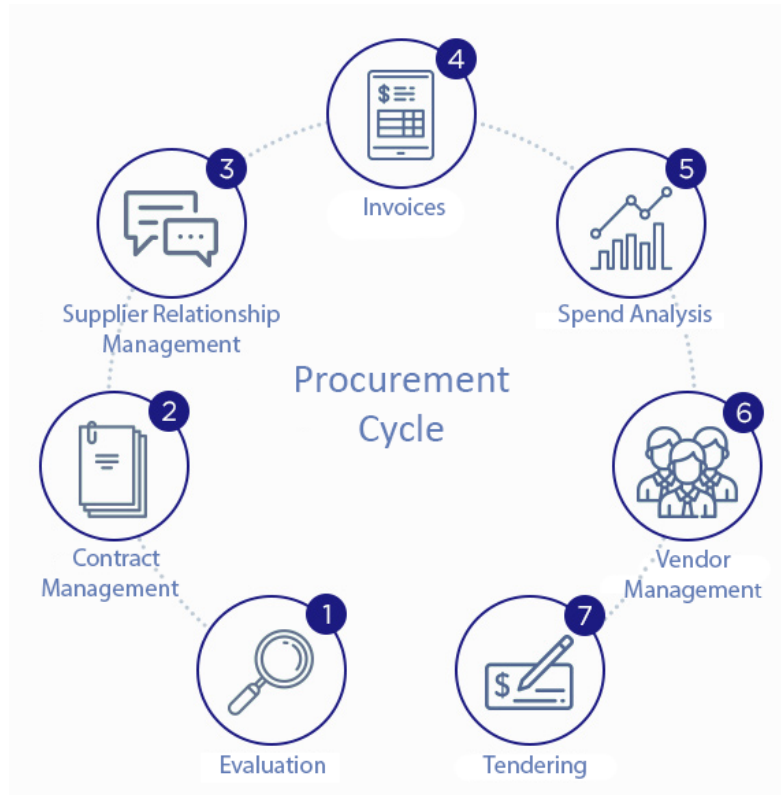 4
$
Invoices
3
Supplier Relationship
Management
5
Spend Analysis
Procurement
Cycle
2
Contract
Management
6
Vendor
Management
1
Evaluation
7
$
Tendering